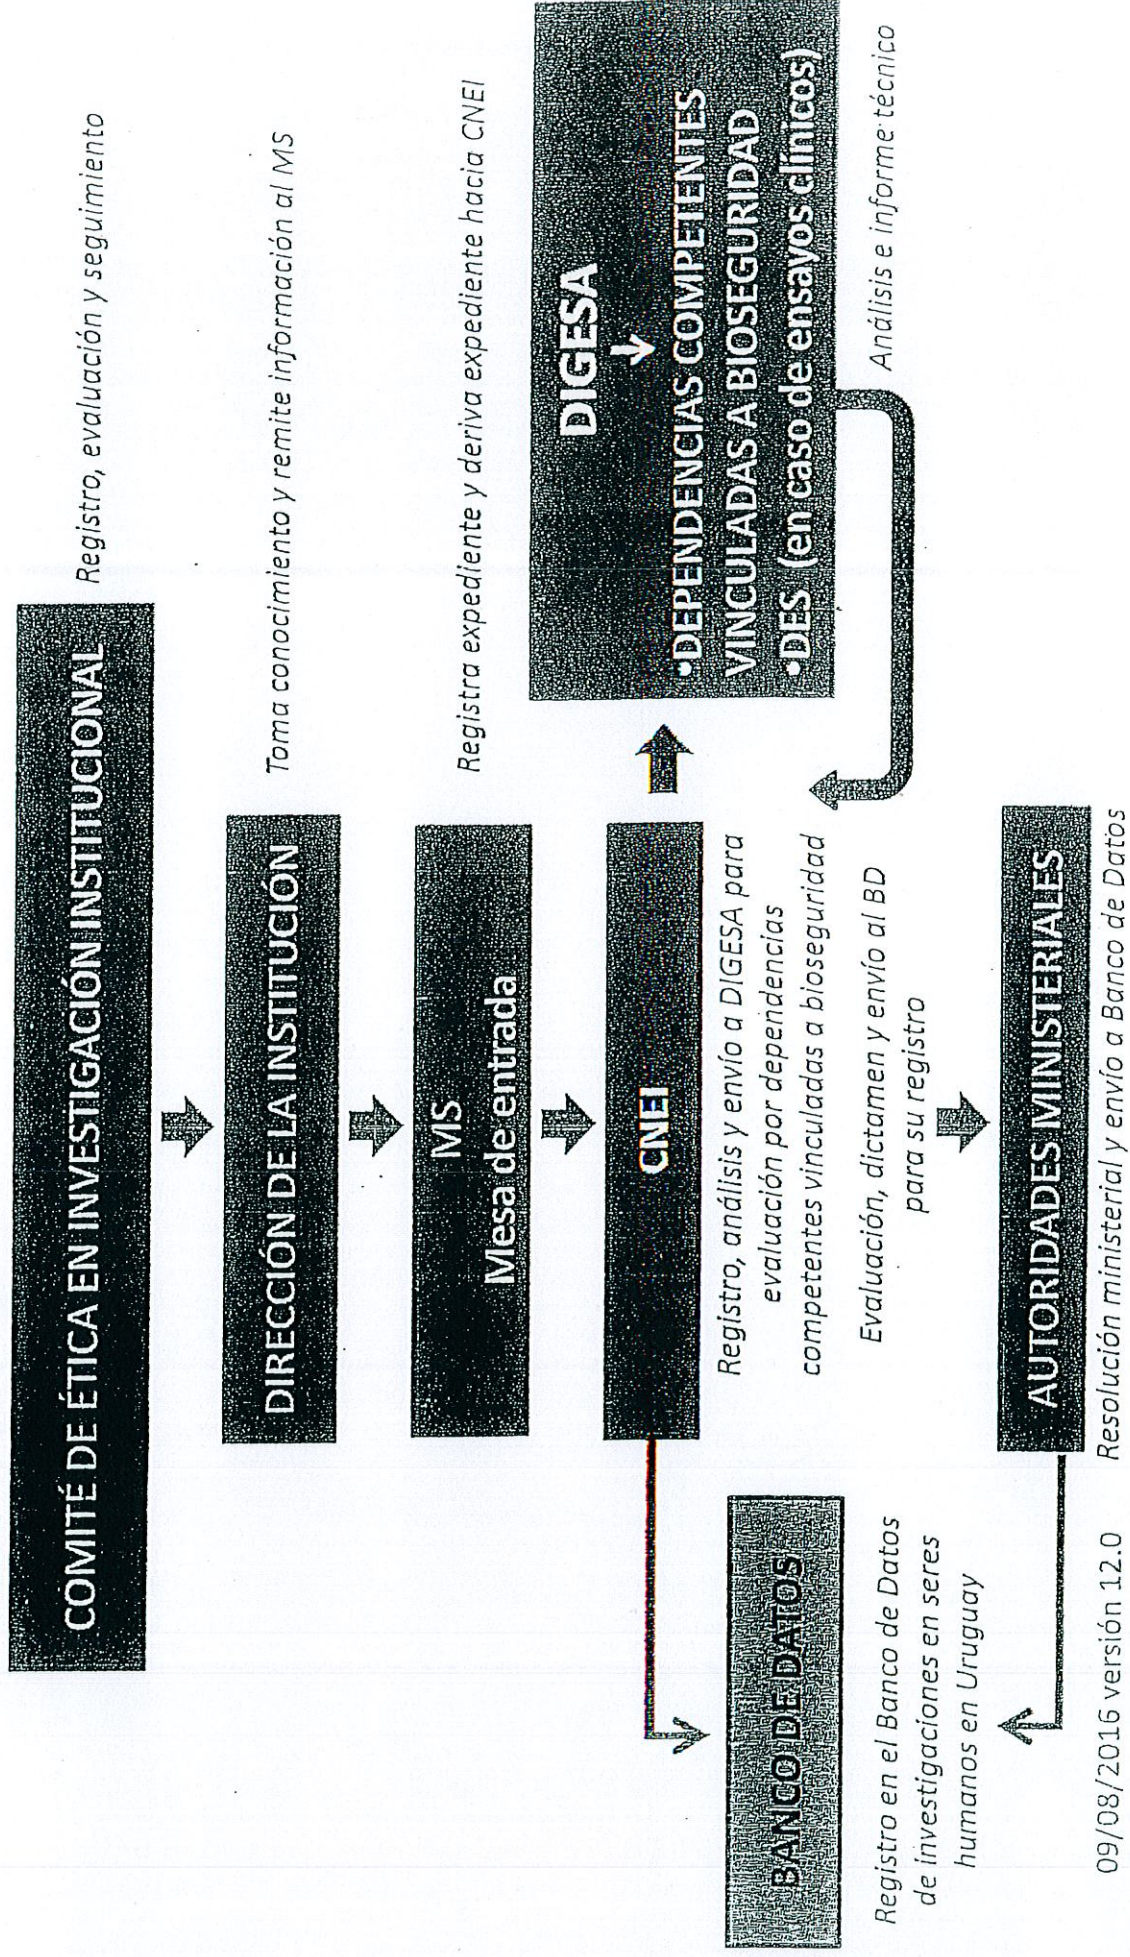 COMITÉ DE ÉTICA EN INVESTIGACIÓN INSTITUCIONAL
Registro, evaluación y seguimiento
DIRECCIÓN DE LA INSTITUCIÓN
Toma conocimiento y remite información al MS
MS
Mesa de entrada
Registra expediente y deriva expediente hacia CNEI
CNEI
Registro, análisis y envío a DIGESA para
evaluación por dependencias
competentes vinculadas a bioseguridad
DIGESA
•DEPENDENCIAS COMPETENTES
VINCULADAS A BIOSEGURIDAD
•DES (en caso de ensayos clínicos)
Análisis e informe técnico
Evaluación, dictamen y envío al BD
para su registro
BANCO DE DATOS
Registro en el Banco de Datos
de investigaciones en seres
humanos en Uruguay
AUTORIDADES MINISTERIALES
Resolución ministerial y envío a Banco de Datos
09/08/2016 versión 12.0